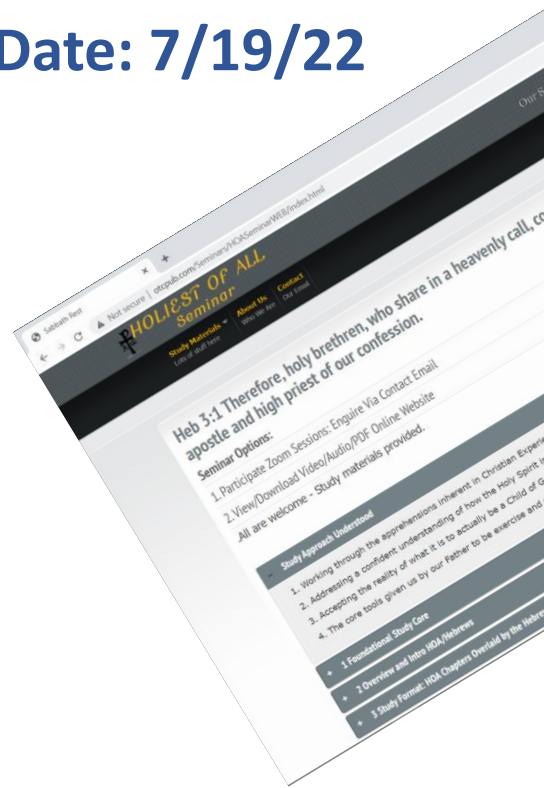 Date: 7/19/22
Our S
Sabbath Rest
Not secure | otcpub.com/Seminars/HOASeminarWEB/index.html
HOLIEST OF ALL
Seminar
Study Materials
Lots of stuff here
About Us
Who We Are
Contact
Our Email
Heb 3:1 Therefore, holy brethren, who share in a heavenly call, co
apostle and high priest of our confession.
Seminar Options:
1. Participate Zoom Sessions: Enquire Via Contact Email
2. View/Download Video/Audio/PDF Online Website
All are welcome - Study materials provided.
- Study Approach Understood
1. Working through the apprehensions inherent in Christian Experie
2. Addressing a confident understanding of how the Holy Spirit i
3. Accepting the reality of what it is to actually be a Child of G
4. The core tools given us by our Father to be exercise and
+ 1 Foundational Study Core
+ 2 Overview and Intro HOA/Hebrews
+ 3 Study Format: HOA Chapters Overlaid by the Hebre